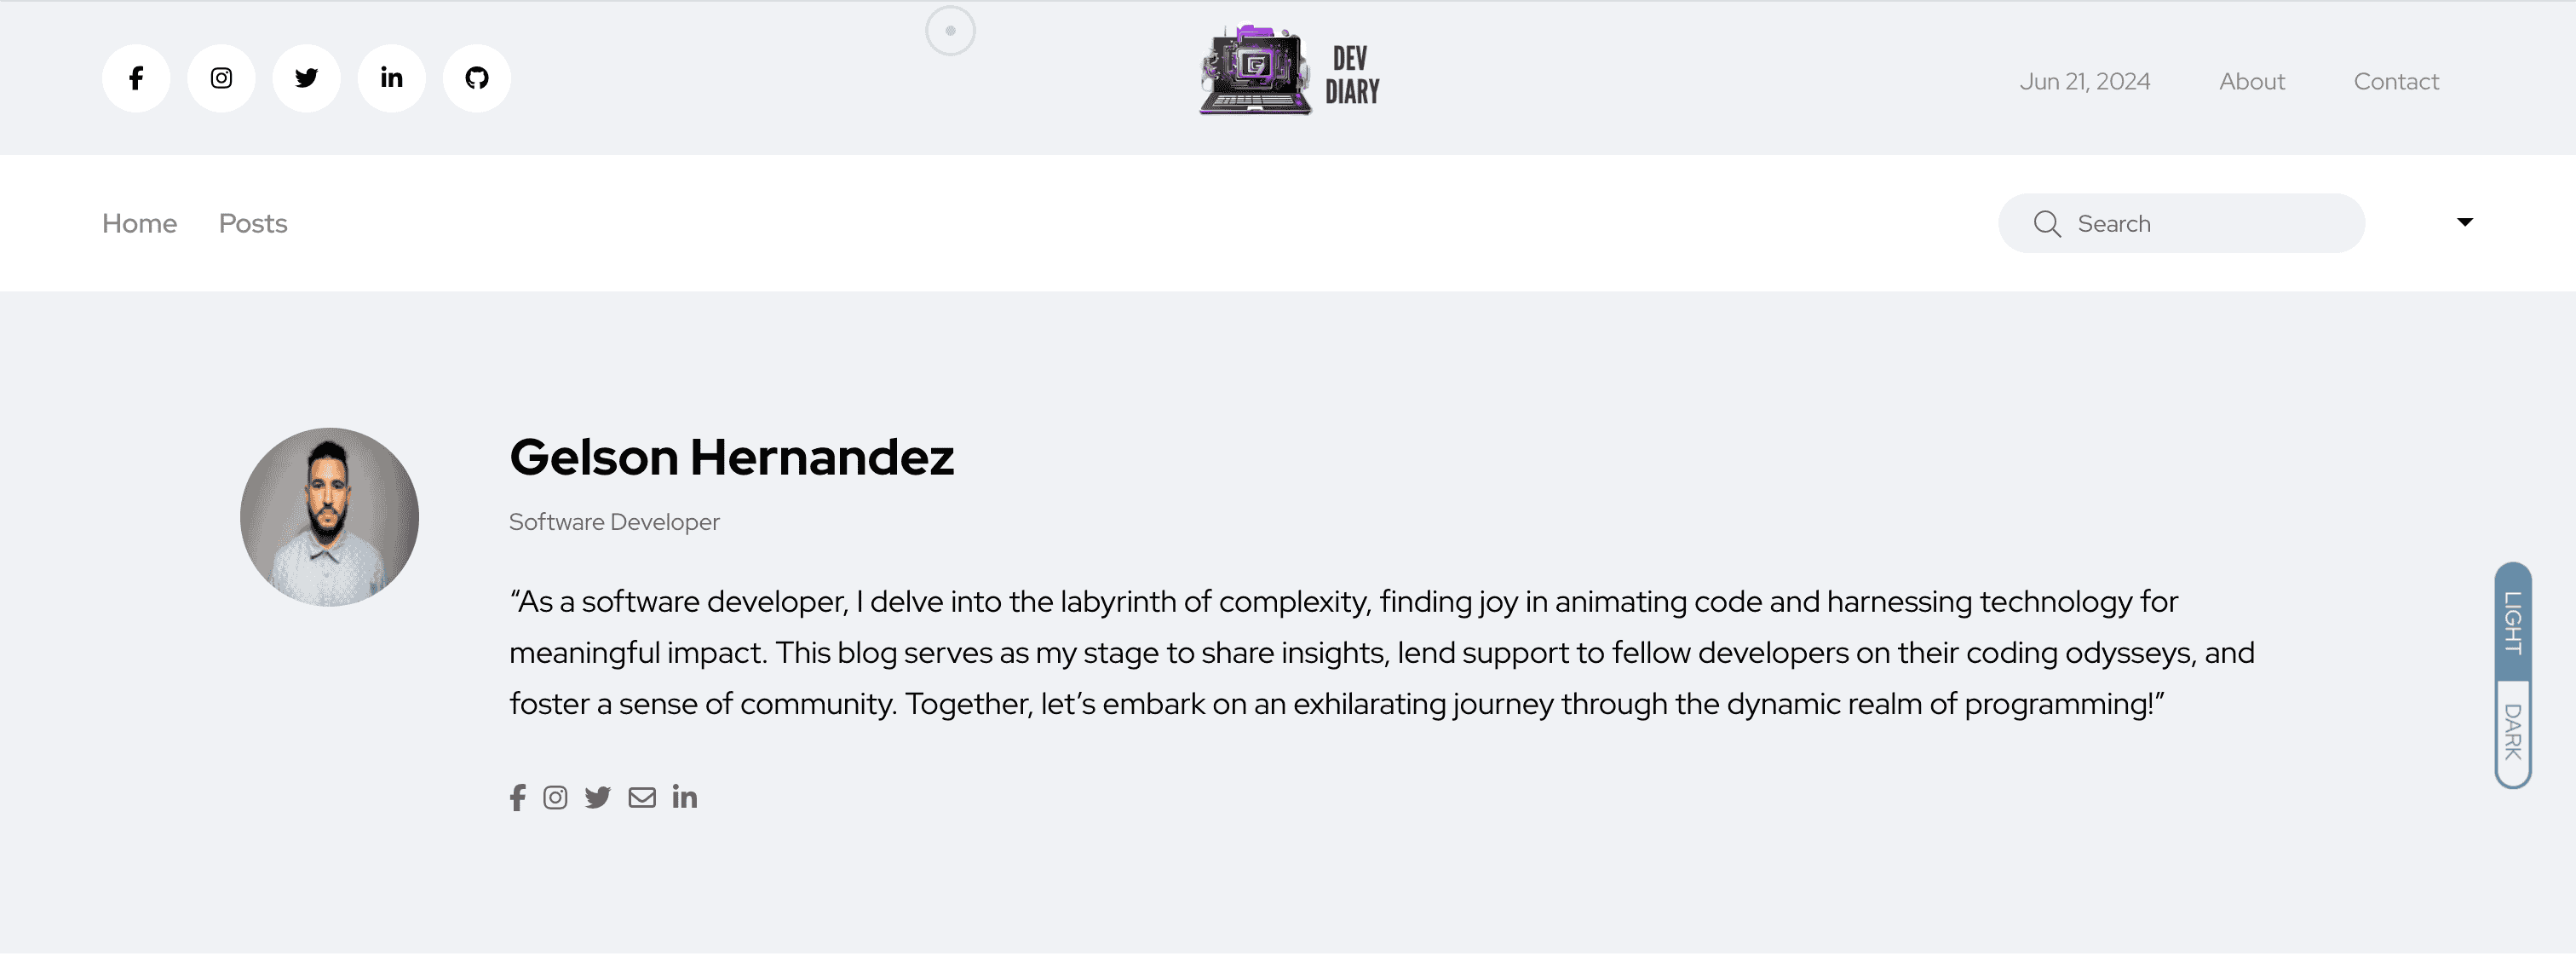 DEV
DIARY
Jun 21, 2024
About
Contact
Home
Posts
Search
Gelson Hernandez
Software Developer
“As a software developer, I delve into the labyrinth of complexity, finding joy in animating code and harnessing technology for
meaningful impact. This blog serves as my stage to share insights, lend support to fellow developers on their coding odysseys, and
foster a sense of community. Together, let’s embark on an exhilarating journey through the dynamic realm of programming!”
LIGHT
DARK